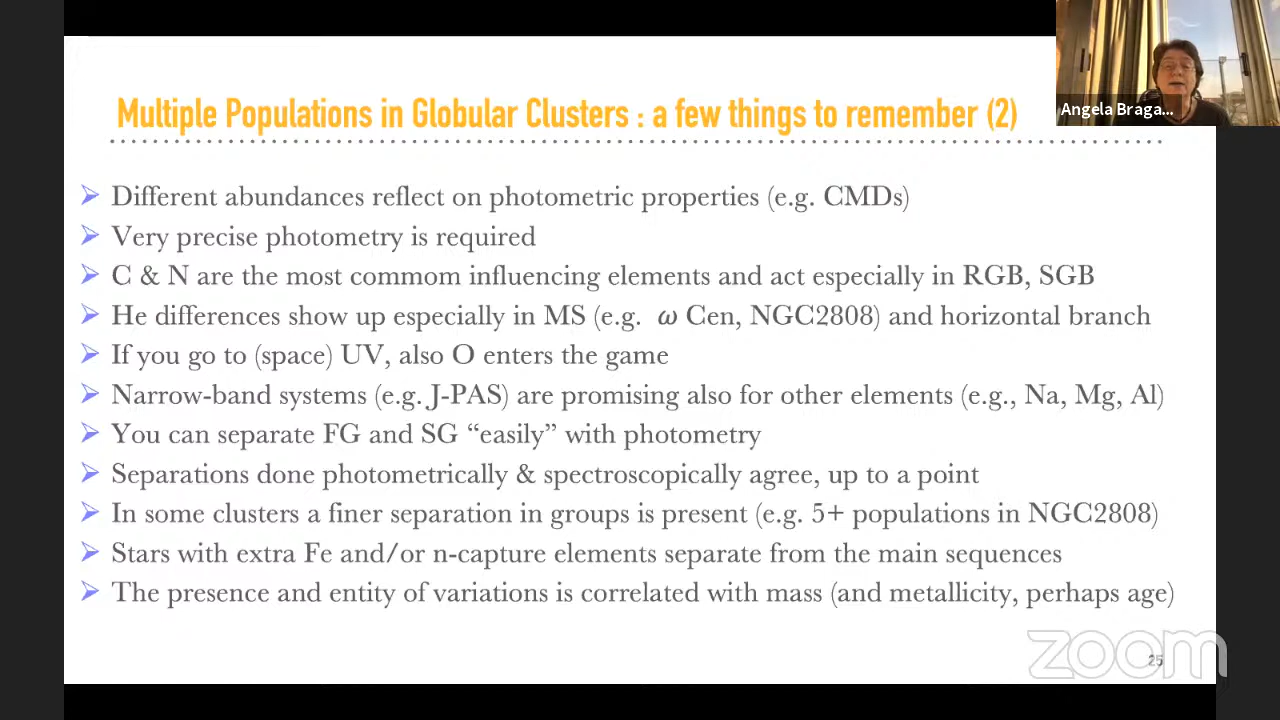 Multiple Populations in Globular Clusters : a few things to remember (2)
Angela Braga...
Different abundances reflect on photometric properties (e.g. CMDs)
Very precise photometry is required
C & N are the most commom influencing elements and act especially in RGB, SGB
He differences show up especially in MS (e.g. ω Cen, NGC2808) and horizontal branch
If you go to (space) UV, also O enters the game
Narrow-band systems (e.g. J-PAS) are promising also for other elements (e.g., Na, Mg, Al)
You can separate FG and SG “easily” with photometry
Separations done photometrically & spectroscopically agree, up to a point
In some clusters a finer separation in groups is present (e.g. 5+ populations in NGC2808)
Stars with extra Fe and/or n-capture elements separate from the main sequences
The presence and entity of variations is correlated with mass (and metallicity, perhaps age)
zoom
25